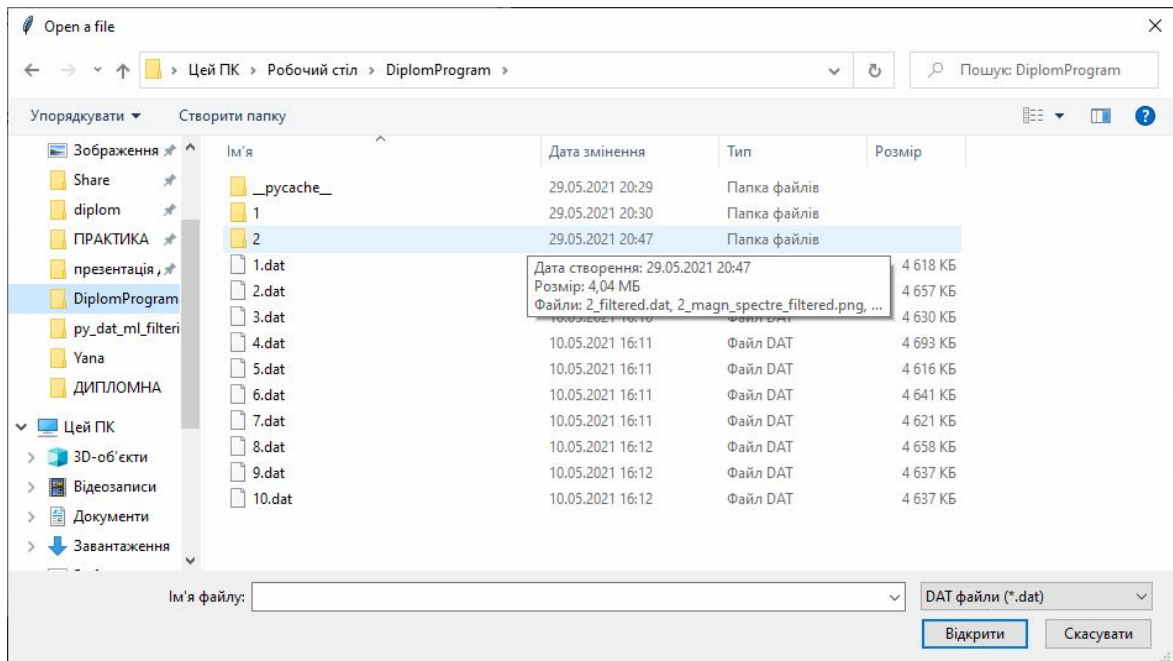 Open a file
Цей ПК > Робочий стіл > DiplomProgram >
Пошук: DiplomProgram
Упорядкувати Створити папку
Зображення
Share
diplom
ПРАКТИКА
презентація
DiplomProgram
py_dat_ml_filteri
Yana
ДИПЛОМНА
Цей ПК
3D-об'єкти
Відеозаписи
Документи
Завантаження
Ім'я Дата змінення Тип Розмір
__pycache__ 29.05.2021 20:29 Папка файлів
1 29.05.2021 20:30 Папка файлів
2 29.05.2021 20:47 Папка файлів
1.dat 4 618 КБ
2.dat 4 657 КБ
3.dat 4 630 КБ
Дата створення: 29.05.2021 20:47
Розмір: 4,04 МБ
Файли: 2_filtered.dat, 2_magn_spectre_filtered.png, ...
4.dat 10.05.2021 16:11 Файл DAT 4 693 КБ
5.dat 10.05.2021 16:11 Файл DAT 4 616 КБ
6.dat 10.05.2021 16:11 Файл DAT 4 641 КБ
7.dat 10.05.2021 16:11 Файл DAT 4 621 КБ
8.dat 10.05.2021 16:12 Файл DAT 4 658 КБ
9.dat 10.05.2021 16:12 Файл DAT 4 637 КБ
10.dat 10.05.2021 16:12 Файл DAT 4 637 КБ
Ім'я файлу:
DAT файли (*.dat)
Відкрити Скасувати